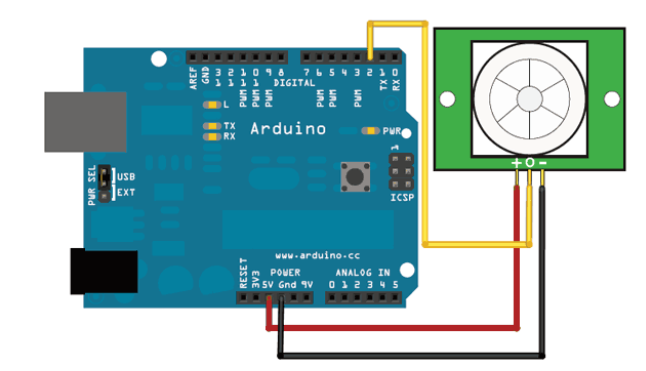 AREF
GND
13
12
11
10
9
8
7
6
5
4
3
2
1
0
PWM
PWM
PWM
PWM
PWM
PWM
TX
RX
DIGITAL
L
TX
RX
Arduino
PWR
1
ICSP
PWR SEL
USB
EXT
+ O -
www.arduino.cc
POWER
ANALOG IN
RESET
3V3
5V Gnd 9V
0 1 2 3 4 5